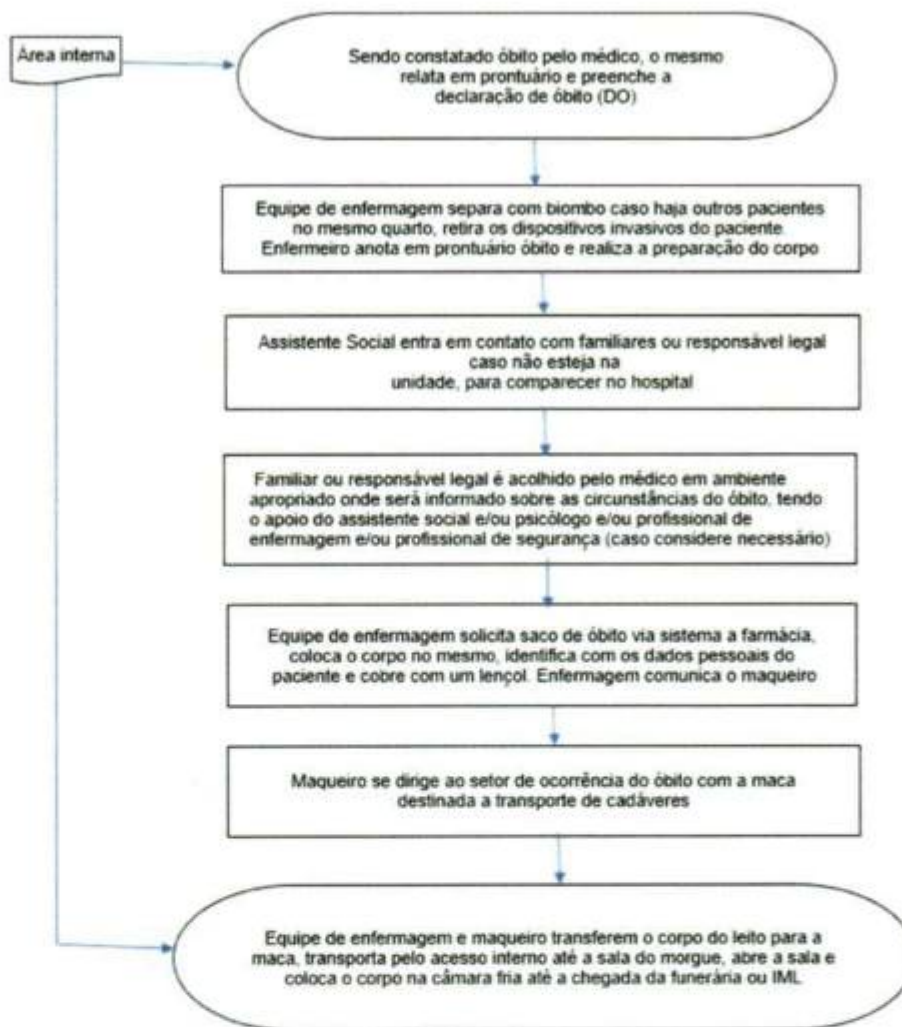 Área interna
Sendo constatado óbito pelo médico, o mesmo
relata em prontuário e preenche a
declaração de óbito (DO)
Equipe de enfermagem separa com biombo caso haja outros pacientes
no mesmo quarto, retira os dispositivos invasivos do paciente.
Enfermeiro anota em prontuário óbito e realiza a preparação do corpo
Assistente Social entra em contato com familiares ou responsável legal
caso não esteja na
unidade, para comparecer no hospital
Familiar ou responsável legal é acolhido pelo médico em ambiente
apropriado onde será informado sobre as circunstâncias do óbito, tendo
o apoio do assistente social e/ou psicólogo e/ou profissional de
enfermagem e/ou profissional de segurança (caso considere necessário)
Equipe de enfermagem solicita saco de óbito via sistema a farmácia,
coloca o corpo no mesmo, identifica com os dados pessoais do
paciente e cobre com um lençol. Enfermagem comunica o maqueiro
Maqueiro se dirige ao setor de ocorrência do óbito com a maca
destinada a transporte de cadáveres
Equipe de enfermagem e maqueiro transferem o corpo do leito para a
maca, transporta pelo acesso interno até a sala do morgue, abre a sala e
coloca o corpo na câmara fria até a chegada da funerária ou IML